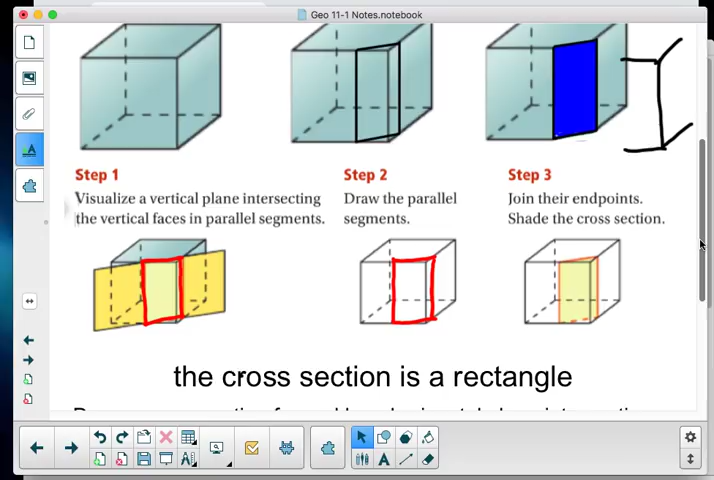 Geo 11-1 Notes.notebook
Step 1
Step 2
Step 3
Visualize a vertical plane intersecting
the vertical faces in parallel segments.
Draw the parallel
segments.
Join their endpoints.
Shade the cross section.
the cross section is a rectangle